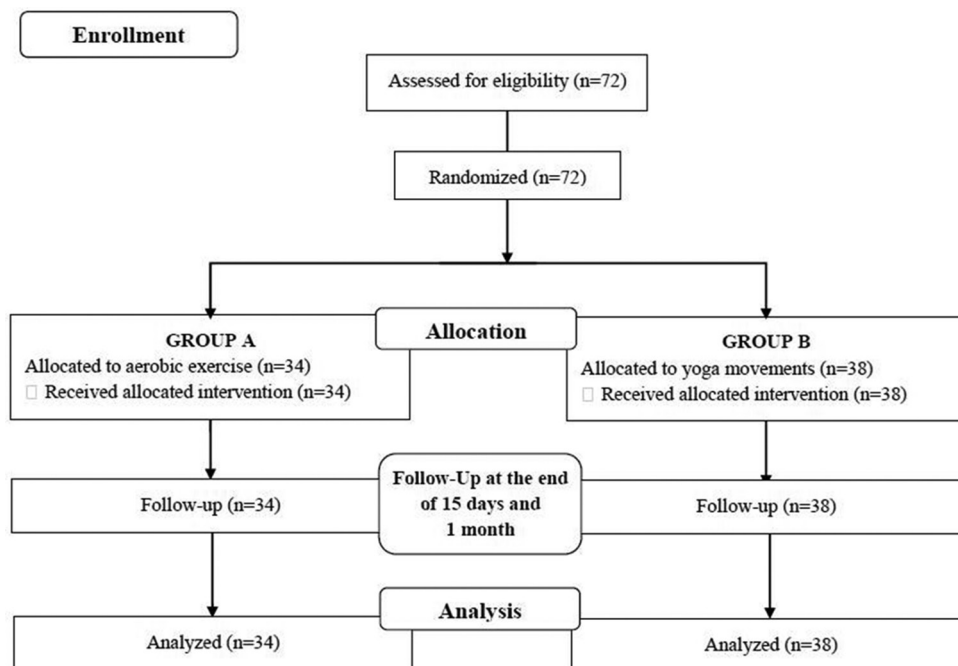 Enrollment
Assessed for eligibility (n=72)
Randomized (n=72)
Allocation
GROUP A
Allocated to aerobic exercise (n=34)
Received allocated intervention (n=34)
GROUP B
Allocated to yoga movements (n=38)
Received allocated intervention (n=38)
Follow-Up at the end
of 15 days and
1 month
Follow-up (n=34)
Follow-up (n=38)
Analysis
Analyzed (n=34)
Analyzed (n=38)